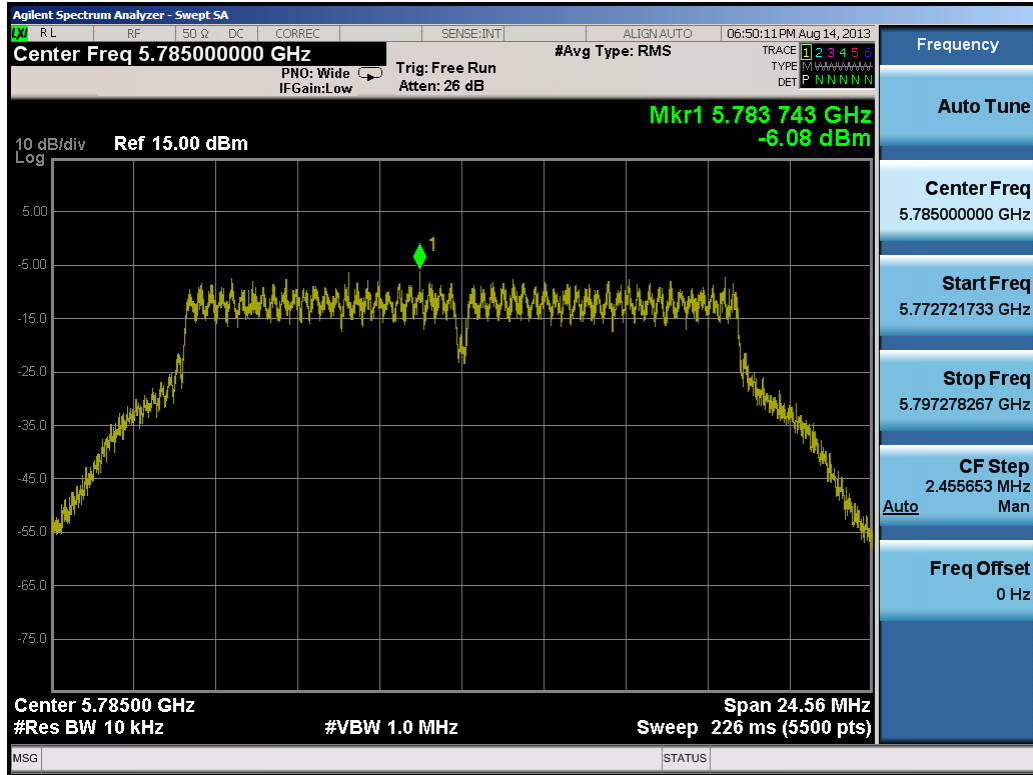 Agilent Spectrum Analyzer - Swept SA
LXI RL RF 50 Ω DC CORREC SENSE:INT ALIGN AUTO 06:50:11 PM Aug 14, 2013
Center Freq 5.785000000 GHz #Avg Type: RMS TRACE 1 2 3 4 5 6
PNO: Wide Trig: Free Run TYPE M WWWWW
IFGain:Low Atten: 26 dB DET P N N N N N
Mkr1 5.783 743 GHz
-6.08 dBm
10 dB/div Ref 15.00 dBm
Log
5.00
1
-5.00
-15.0
-25.0
-35.0
-45.0
-55.0
-65.0
-75.0
Center 5.78500 GHz Span 24.56 MHz
#Res BW 10 kHz #VBW 1.0 MHz Sweep 226 ms (5500 pts)
MSG STATUS
Frequency
Auto Tune
Center Freq
5.785000000 GHz
Start Freq
5.772721733 GHz
Stop Freq
5.797278267 GHz
CF Step
2.455653 MHz
Auto Man
Freq Offset
0 Hz